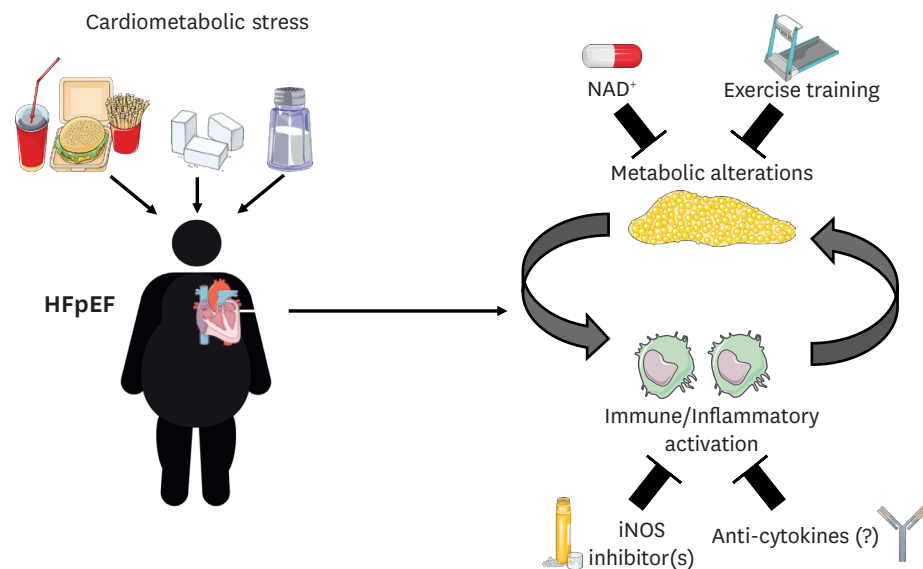 Cardiometabolic stress
NAD⁺
Exercise training
Metabolic alterations
HFpEF
Immune/Inflammatory
activation
iNOS
inhibitor(s)
Anti-cytokines (?)